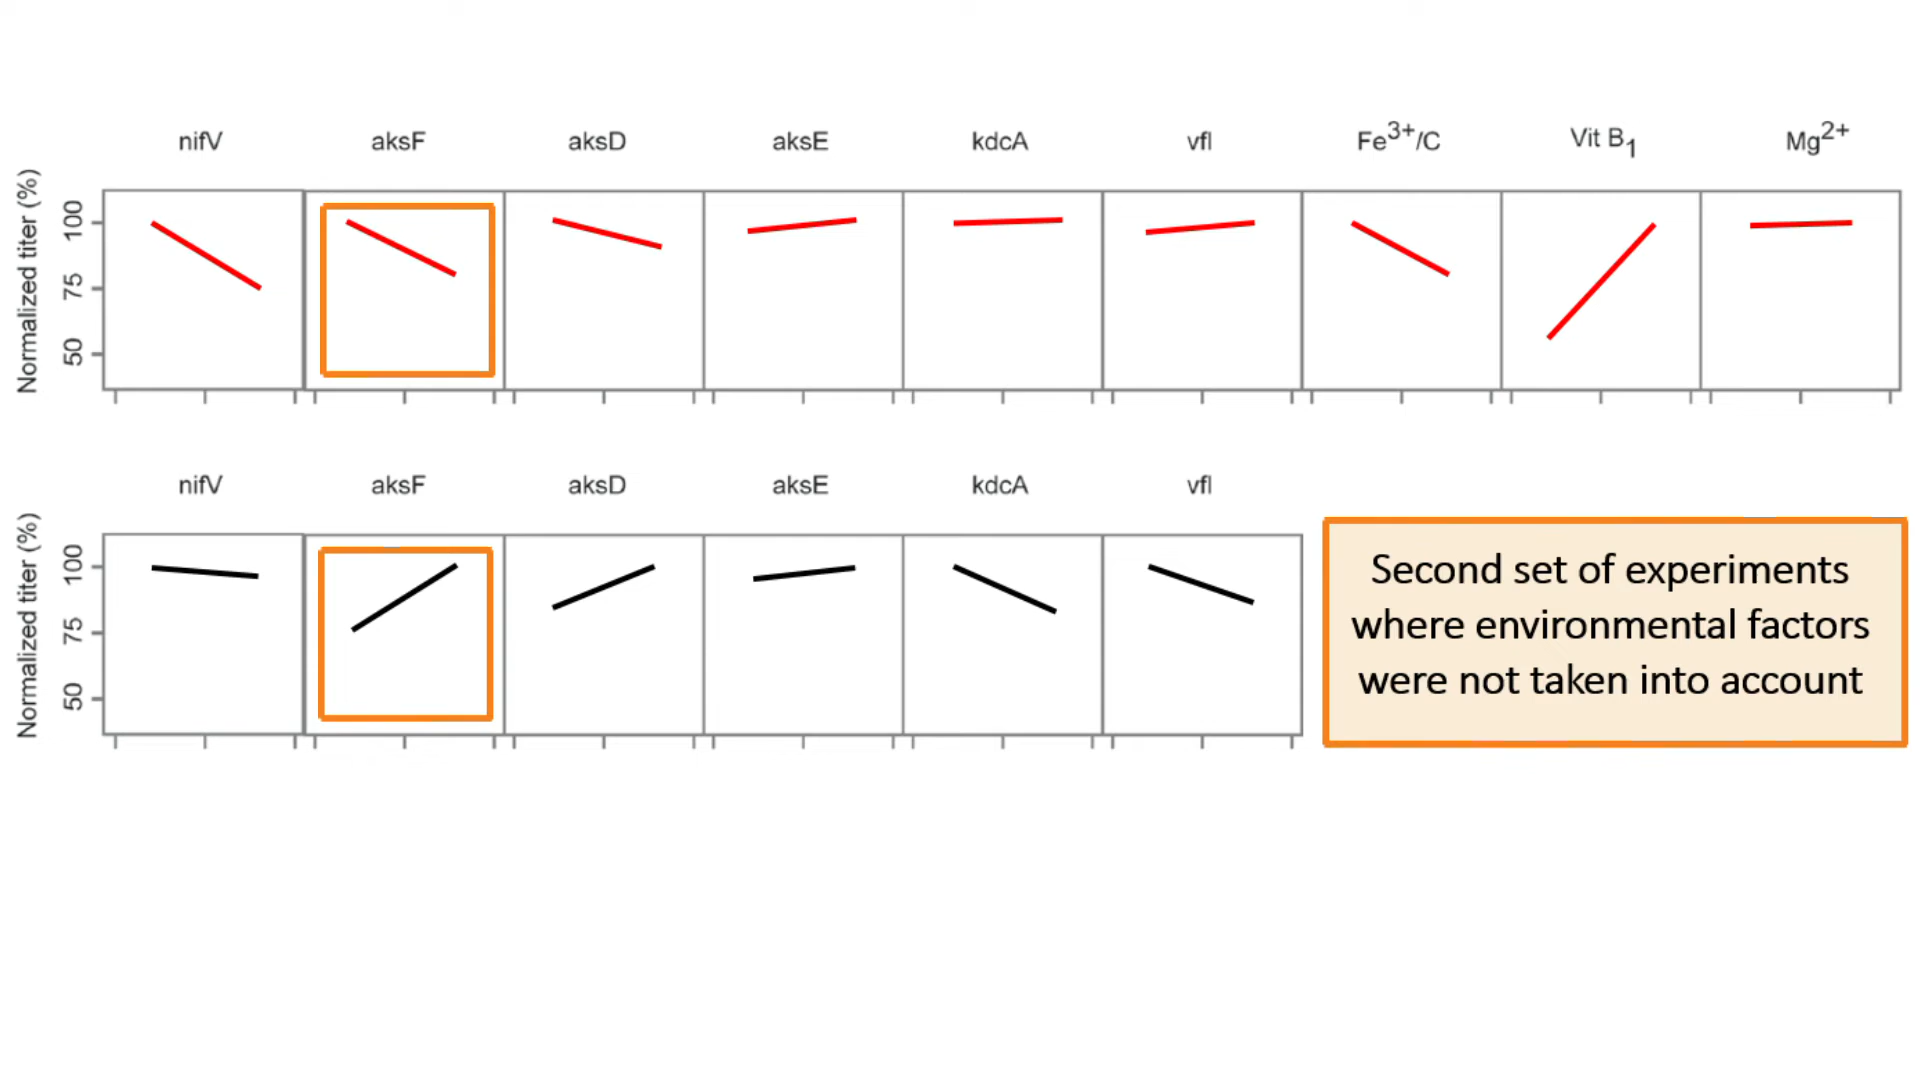 nifV aksF aksD aksE kdcA vfl Fe³⁺/C Vit B₁ Mg²⁺
Normalized titer (%)
100
75
50
nifV aksF aksD aksE kdcA vfl
Normalized titer (%)
100
75
50
Second set of experiments
where environmental factors
were not taken into account